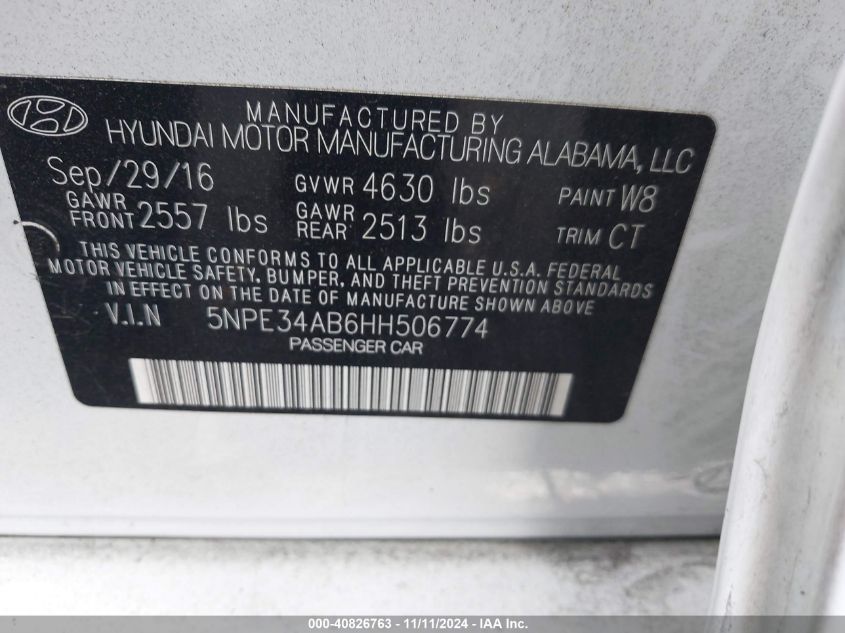 MANUFACTURED BY
HYUNDAI MOTOR MANUFACTURING ALABAMA, LLC
Sep/29/16 GVWR 4630 lbs PAINT W8
GAWR FRONT 2557 lbs GAWR REAR 2513 lbs TRIM CT
THIS VEHICLE CONFORMS TO ALL APPLICABLE U.S.A. FEDERAL
MOTOR VEHICLE SAFETY, BUMPER, AND THEFT PREVENTION STANDARDS
IN EFFECT ON THE DATE OF MANUFACTURE SHOWN ABOVE
V.I.N 5NPE34AB6HH506774
PASSENGER CAR
000-40826763 - 11/11/2024 - IAA Inc.